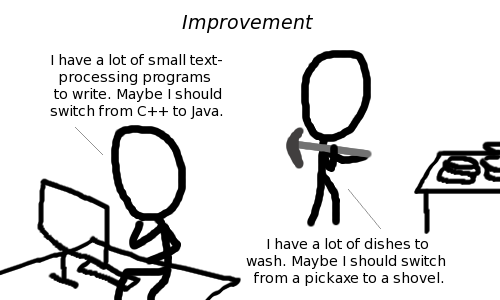 Improvement
I have a lot of small text-
processing programs
to write. Maybe I should
switch from C++ to Java.
I have a lot of dishes to
wash. Maybe I should switch
from a pickaxe to a shovel.